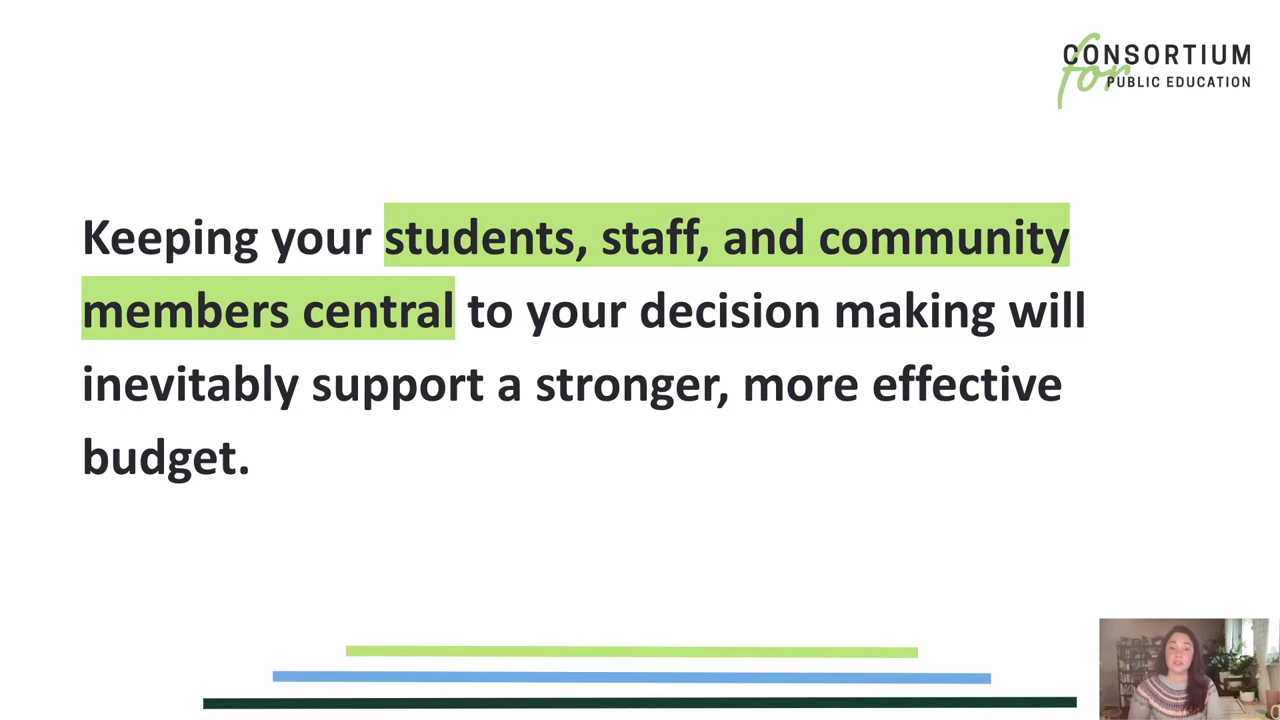 CONSORTIUM
for PUBLIC EDUCATION
Keeping your students, staff, and community
members central to your decision making will
inevitably support a stronger, more effective
budget.